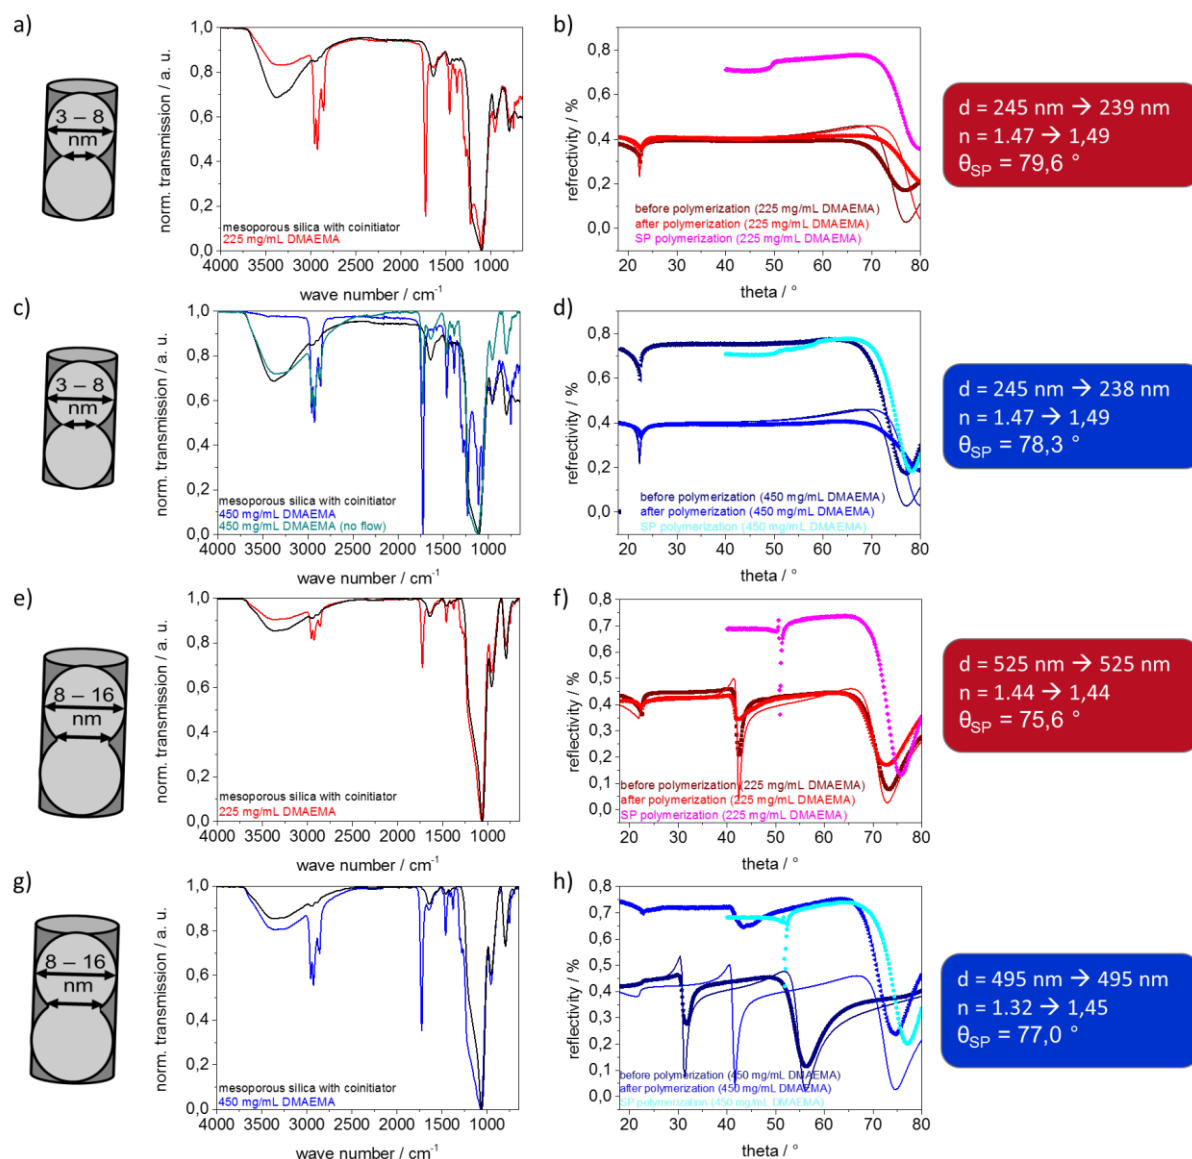 a)
3 – 8
nm
norm. transmission / a. u.
1,0
0,8
0,6
0,4
0,2
0,0
mesoporous silica with coinitiator
225 mg/mL DMAEMA
4000 3500 3000 2500 2000 1500 1000
wave number / cm-1
b)
refrectivity / %
0,8
0,6
0,4
0,2
0,0
before polymerization (225 mg/mL DMAEMA)
after polymerization (225 mg/mL DMAEMA)
SP polymerization (225 mg/mL DMAEMA)
20 30 40 50 60 70 80
theta / °
d = 245 nm → 239 nm
n = 1.47 → 1,49
θSP = 79,6 °
c)
3 – 8
nm
norm. transmission / a. u.
1,0
0,8
0,6
0,4
0,2
0,0
mesoporous silica with coinitiator
450 mg/mL DMAEMA
450 mg/mL DMAEMA (no flow)
4000 3500 3000 2500 2000 1500 1000
wave number / cm-1
d)
refrectivity / %
0,8
0,6
0,4
0,2
0,0
before polymerization (450 mg/mL DMAEMA)
after polymerization (450 mg/mL DMAEMA)
SP polymerization (450 mg/mL DMAEMA)
20 30 40 50 60 70 80
theta / °
d = 245 nm → 238 nm
n = 1.47 → 1,49
θSP = 78,3 °
e)
8 – 16
nm
norm. transmission / a. u.
1,0
0,8
0,6
0,4
0,2
0,0
mesoporous silica with coinitiator
225 mg/mL DMAEMA
4000 3500 3000 2500 2000 1500 1000
wave number / cm-1
f)
reflectivity / %
0,8
0,7
0,6
0,5
0,4
0,3
0,2
0,1
0,0
before polymerization (225 mg/mL DMAEMA)
after polymerization (225 mg/mL DMAEMA)
SP polymerization (225 mg/mL DMAEMA)
20 30 40 50 60 70 80
theta / °
d = 525 nm → 525 nm
n = 1.44 → 1,44
θSP = 75,6 °
g)
8 – 16
nm
norm. transmission / a. u.
1,0
0,8
0,6
0,4
0,2
0,0
mesoporous silica with coinitiator
450 mg/mL DMAEMA
4000 3500 3000 2500 2000 1500 1000
wave number / cm-1
h)
reflectivity / %
0,8
0,7
0,6
0,5
0,4
0,3
0,2
0,1
0,0
before polymerization (450 mg/mL DMAEMA)
after polymerization (450 mg/mL DMAEMA)
SP polymerization (450 mg/mL DMAEMA)
20 30 40 50 60 70 80
theta / °
d = 495 nm → 495 nm
n = 1.32 → 1,45
θSP = 77,0 °